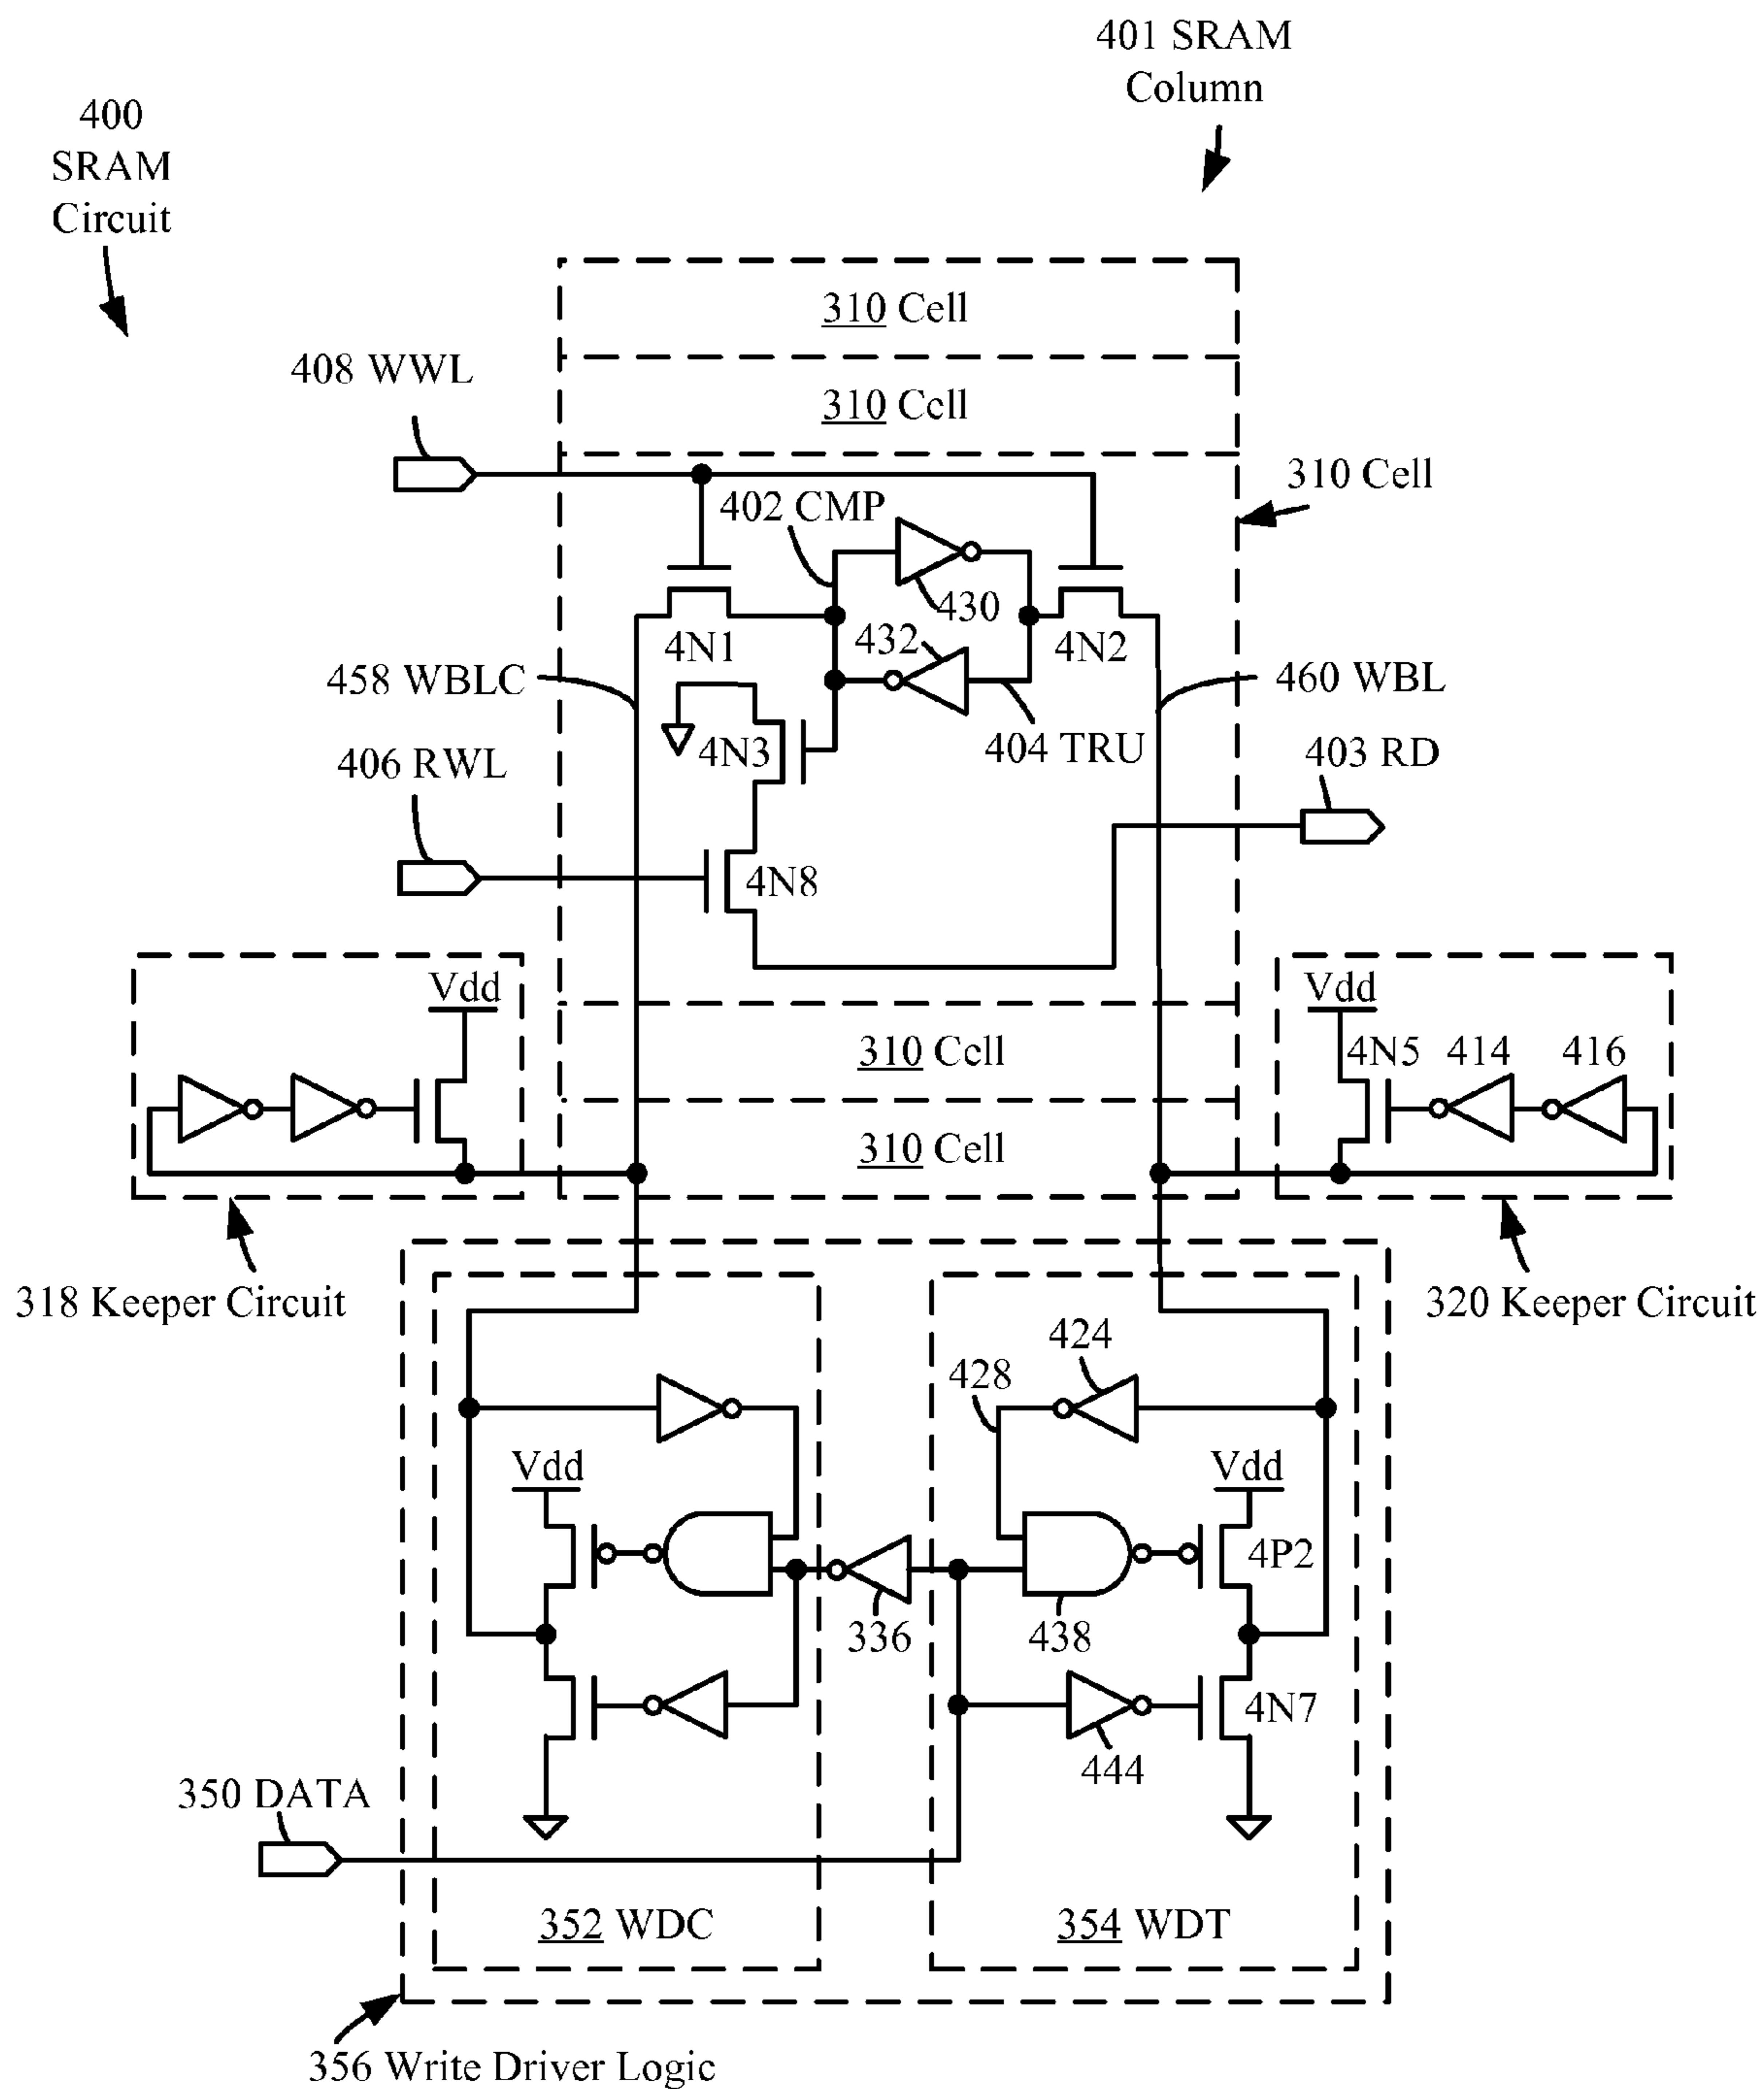 401 SRAM
Column
400
SRAM
Circuit
310 Cell
408 WWL
310 Cell
310 Cell
402 CMP
430
4N1
432
4N2
458 WBLC
460 WBL
4N3
404 TRU
403 RD
406 RWL
4N8
Vdd
Vdd
310 Cell
4N5
414
416
310 Cell
318 Keeper Circuit
320 Keeper Circuit
424
428
Vdd
Vdd
4P2
336
438
4N7
444
350 DATA
352 WDC
354 WDT
356 Write Driver Logic